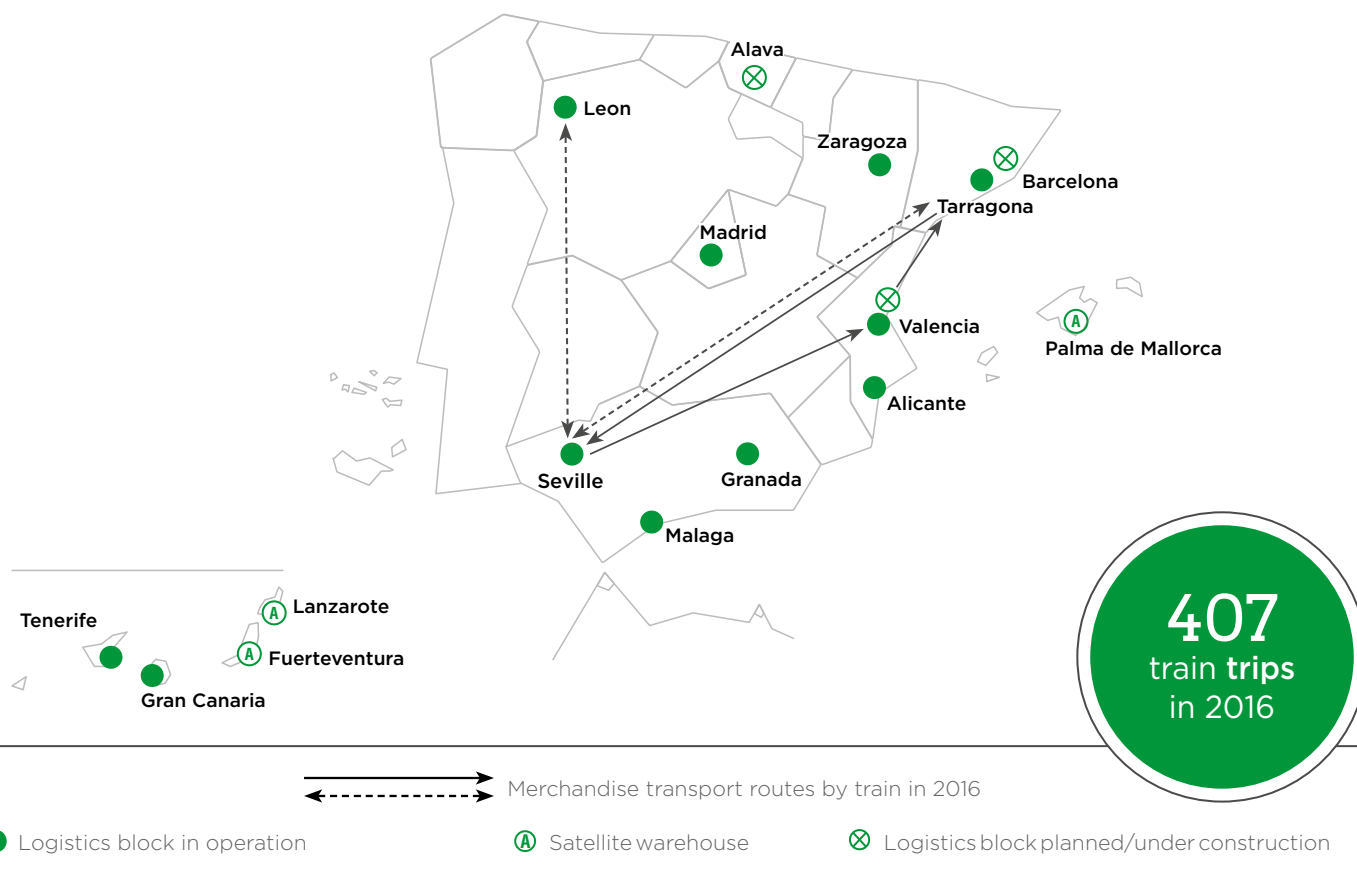 Alava
Leon
Zaragoza
Barcelona
Tarragona
Madrid
Valencia
A
Palma de Mallorca
Alicante
Seville
Granada
Malaga
Tenerife
A Lanzarote
A Fuerteventura
Gran Canaria
407
train trips
in 2016
Merchandise transport routes by train in 2016
Logistics block in operation
A Satellite warehouse
Logistics block planned/under construction